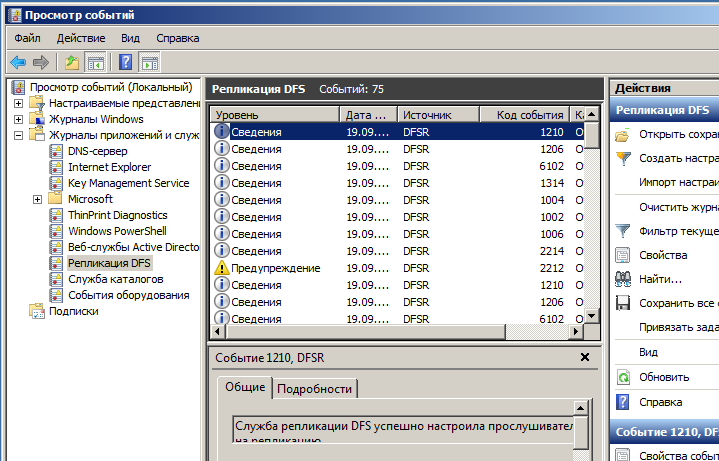 Просмотр событий
Файл Действие Вид Справка
Просмотр событий (Локальный)
Настраиваемые представлен
Журналы Windows
Журналы приложений и служ
DNS-сервер
Internet Explorer
Key Management Service
Microsoft
ThinPrint Diagnostics
Windows PowerShell
Веб-службы Active Directo
Репликация DFS
Служба каталогов
События оборудования
Подписки
Репликация DFS Событий: 75
Уровень Дата ... Источник Код события Ка
Сведения 19.09.... DFSR 1210 О
Сведения 19.09.... DFSR 1206 О
Сведения 19.09.... DFSR 6102 О
Сведения 19.09.... DFSR 1314 О
Сведения 19.09.... DFSR 1004 О
Сведения 19.09.... DFSR 1002 О
Сведения 19.09.... DFSR 1006 О
Сведения 19.09.... DFSR 2214 О
Предупреждение 19.09.... DFSR 2212 О
Сведения 19.09.... DFSR 1210 О
Сведения 19.09.... DFSR 1206 О
Сведения 19.09.... DFSR 6102 О
Событие 1210, DFSR
Общие Подробности
Служба репликации DFS успешно настроила прослушивател
на репликацию
Действия
Репликация DFS
Открыть сохра
Создать настра
Импорт настраи
Очистить журна
Фильтр текуще
Свойства
Найти...
Сохранить все с
Привязать зада
Вид
Обновить
Справка
Событие 1210, DF
Свойства событ